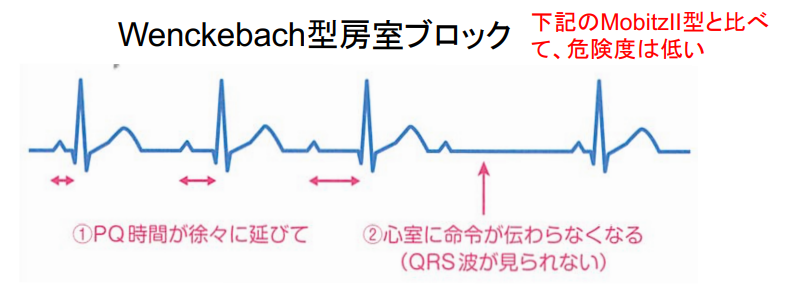 Wenckebach型房室ブロック
下記のMobitzII型と比べ
て、危険度は低い
①PQ時間が徐々に延びて
②心室に命令が伝わらなくなる
（QRS波が見られない）